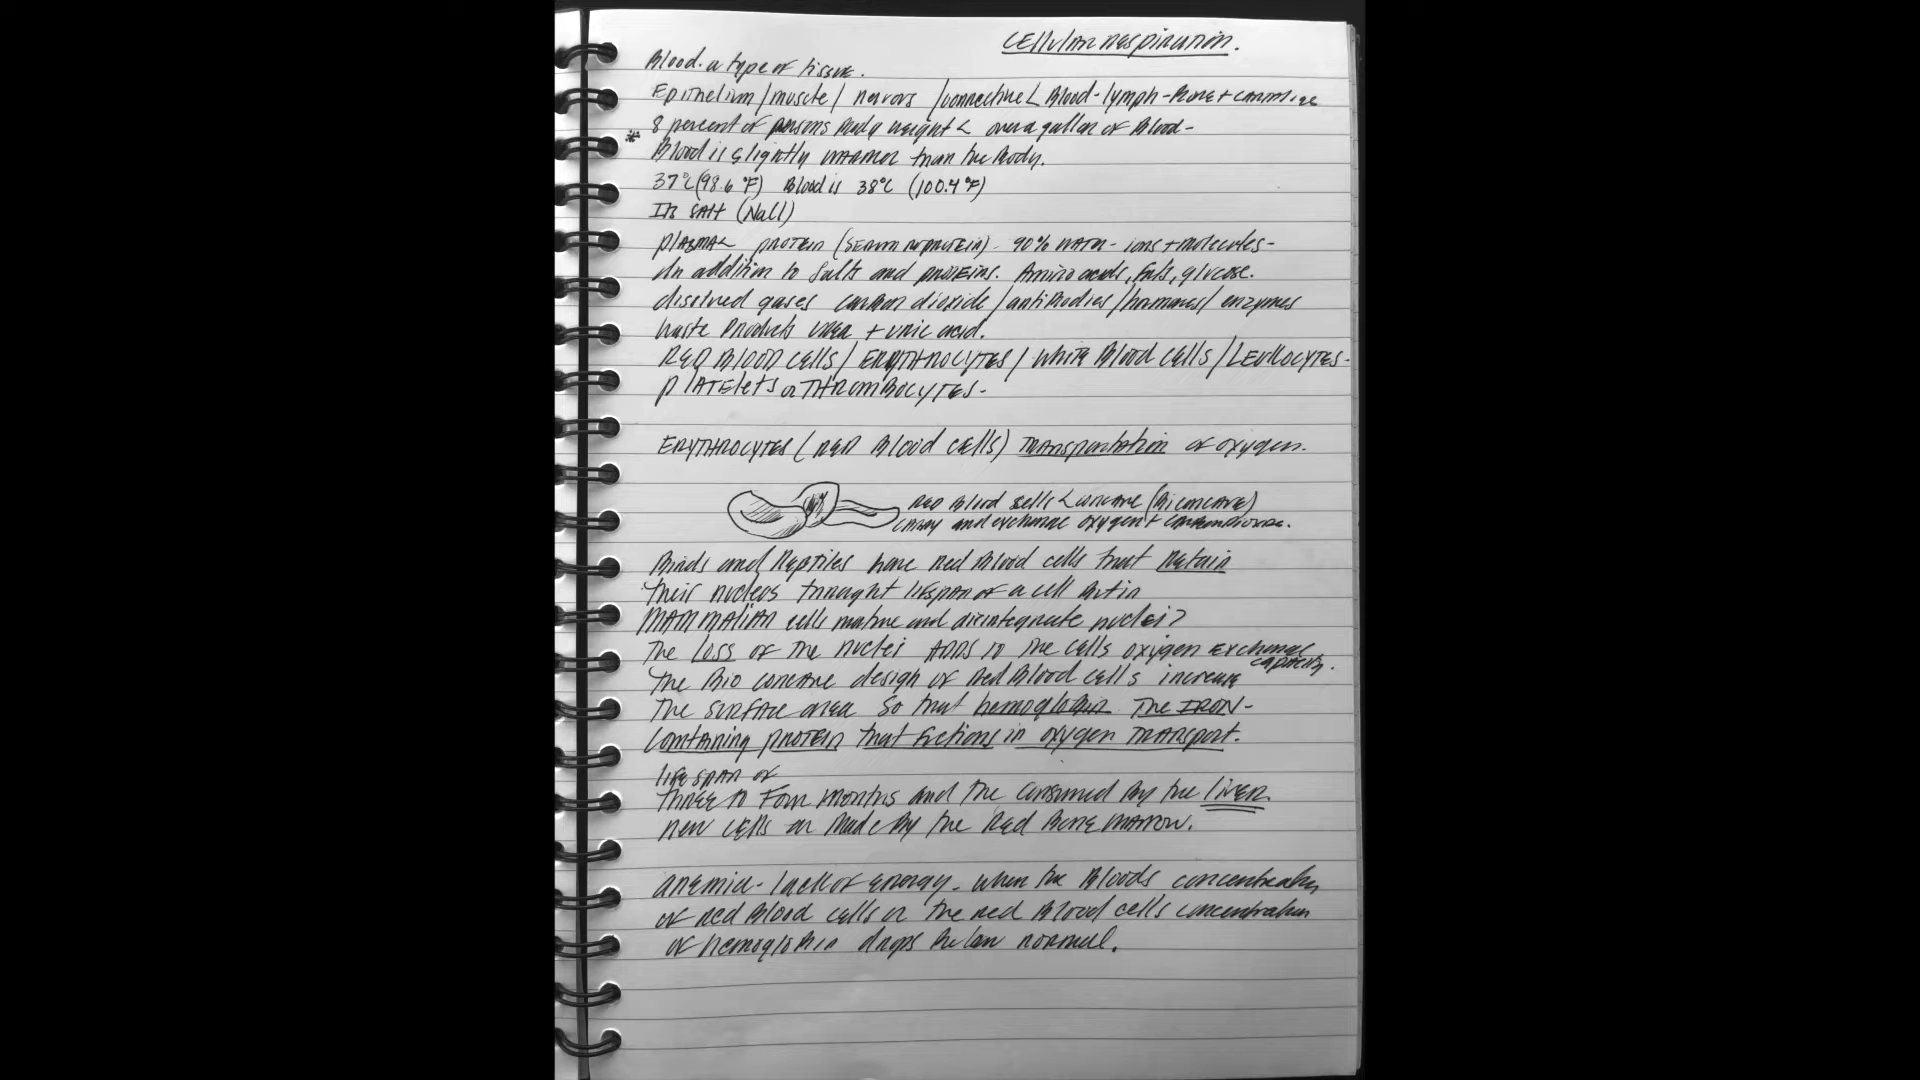 CELLULAR RESPIRATION.
Blood. a type of tissue.
Epithelium / muscle / nervous / connective < Blood - lymph - Bone + cartilage
8 percent of persons body weight < over a gallon of Blood -
* Blood is slightly warmer than the Body.
37°C (98.6 °F) Blood is 38°C (100.4 °F)
Its SALT (NaCl)
plasma < protein (serum protein) - 90% water - ions + molecules -
In addition to salts and proteins. Amino acids, fats, glucose.
disolved gases carbon dioxide / antibodies / hormones / enzymes
waste products urea + uric acid.
RED BLOOD CELLS / ERYTHROCYTES / White Blood cells / LEUKOCYTES -
PLATElets or THROMBOCYTES -
ERYTHROCYTES (RED Blood cells) TRANSportation of oxygen.
RED Blood sells < concave (Biconcave)
carry and exchange oxygen + carbon dioxide.
Birds and Reptiles have Red Blood cells that Retain
their nucleos throught lifespan of a cell But in
MAMMALIAN cells mature and disintegrate nuclei?
The Loss of the nuclei ADDS to the cells oxygen exchange
capacity.
The Bio concave design of Red Blood cells increase
The surface area so that hemoglobin The IRON -
Containing protein that fuctions in oxygen TRANSport.
life span of
THREE to Four months and the consumed by the liver.
new cells or made by the Red Bone marrow.
anemia - lack of energy - when the Bloods concentration
of red Blood cells or the red Blood cells concentration
of hemoglobin drops below normal.